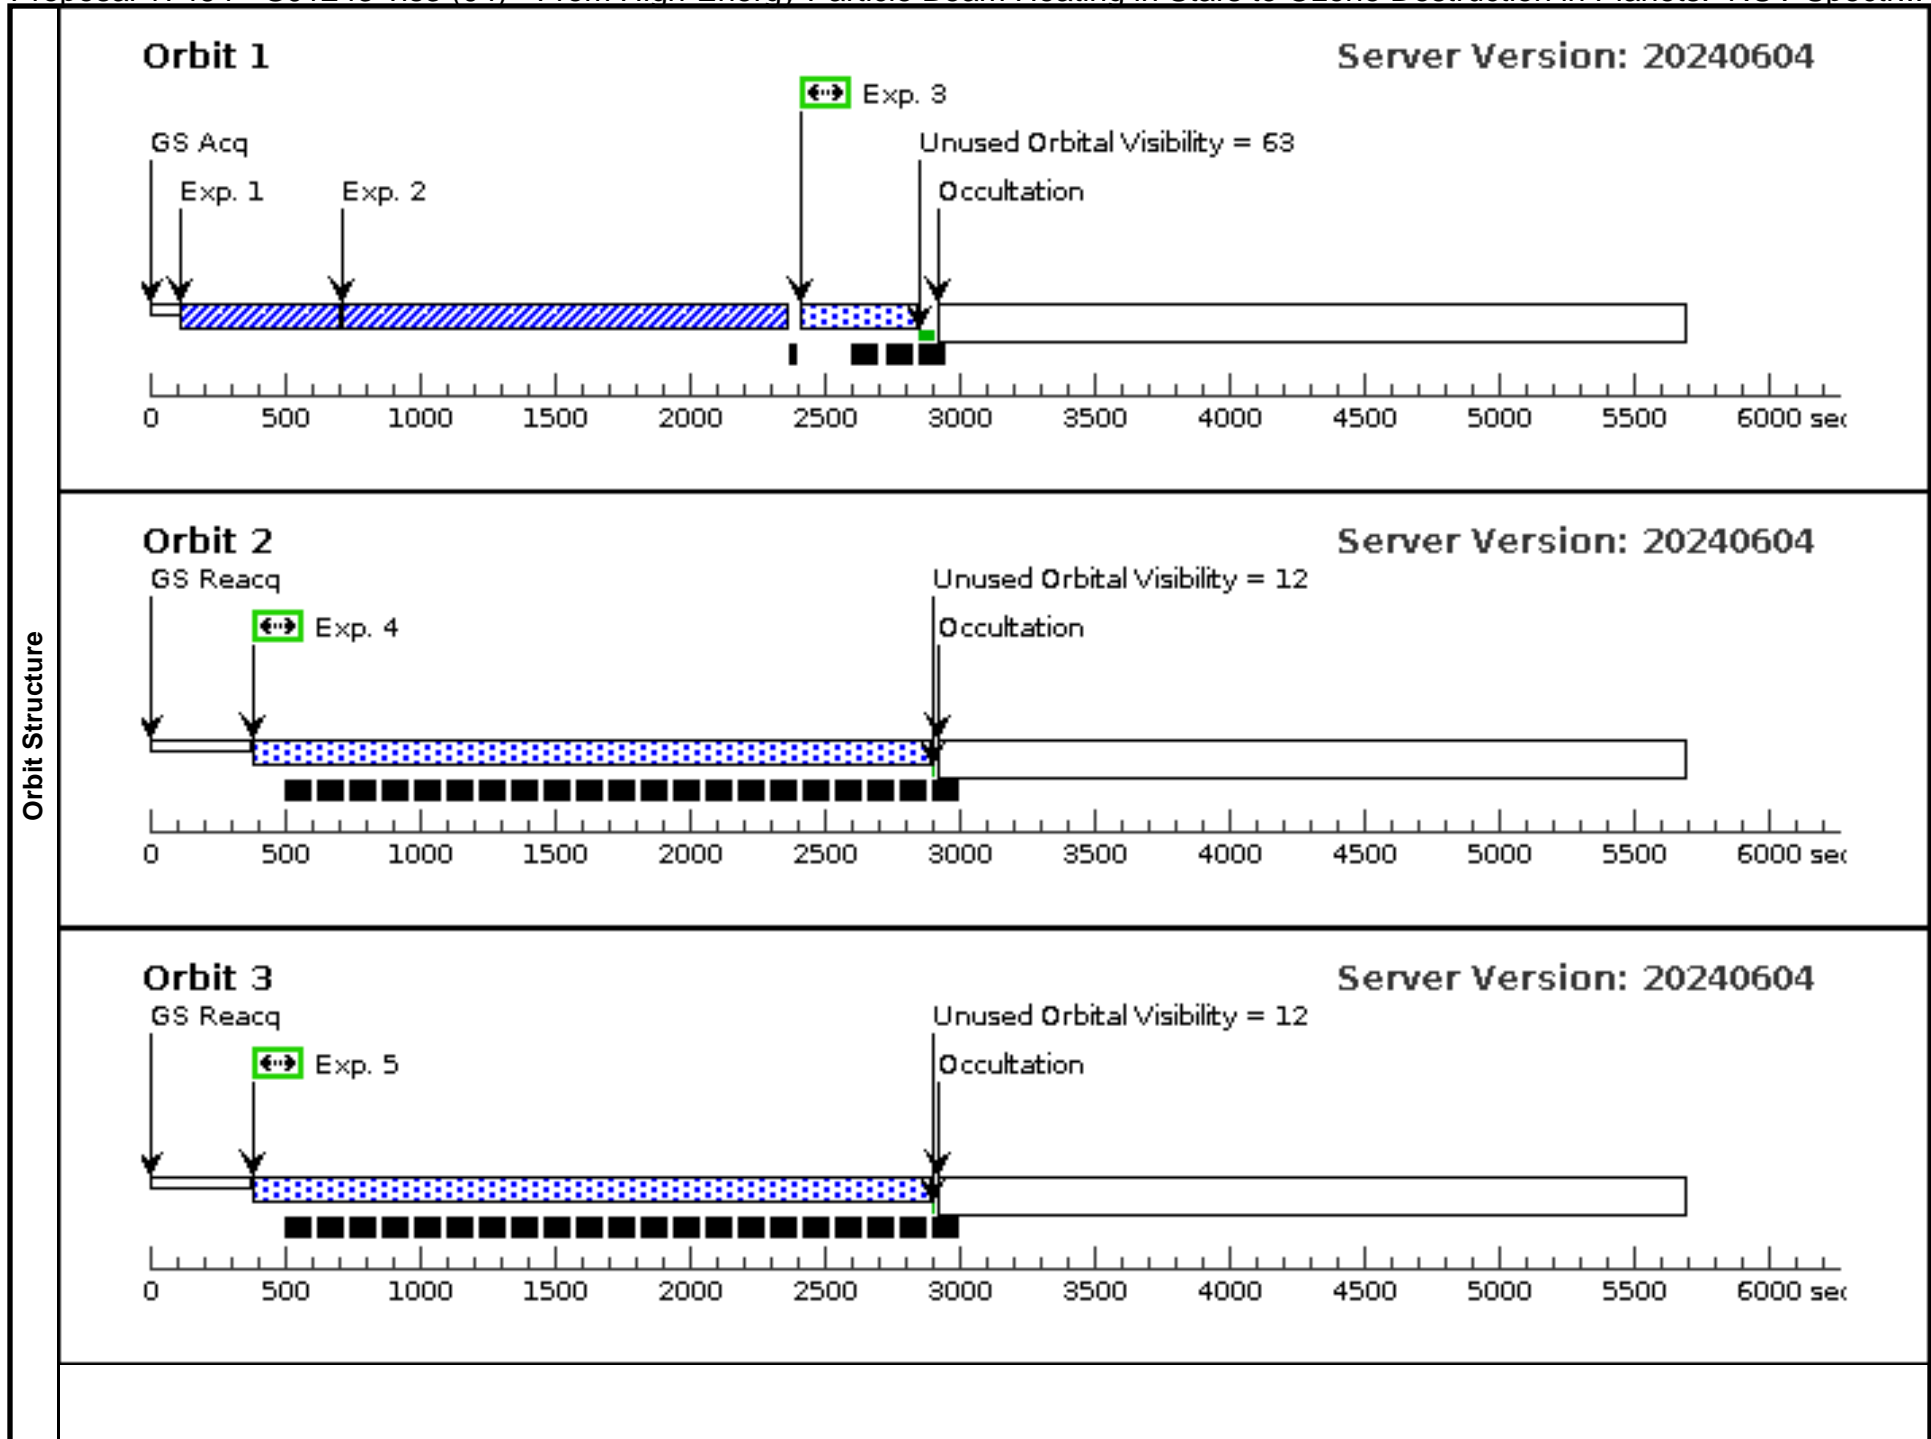 Orbit Structure
Orbit 1 Server Version: 20240604
Exp. 3
GS Acq Unused Orbital Visibility = 63
Exp. 1 Exp. 2 Occultation
0 500 1000 1500 2000 2500 3000 3500 4000 4500 5000 5500 6000
Orbit 2 Server Version: 20240604
GS Reacq Unused Orbital Visibility = 12
Exp. 4 Occultation
0 500 1000 1500 2000 2500 3000 3500 4000 4500 5000 5500 6000
Orbit 3 Server Version: 20240604
GS Reacq Unused Orbital Visibility = 12
Exp. 5 Occultation
0 500 1000 1500 2000 2500 3000 3500 4000 4500 5000 5500 6000